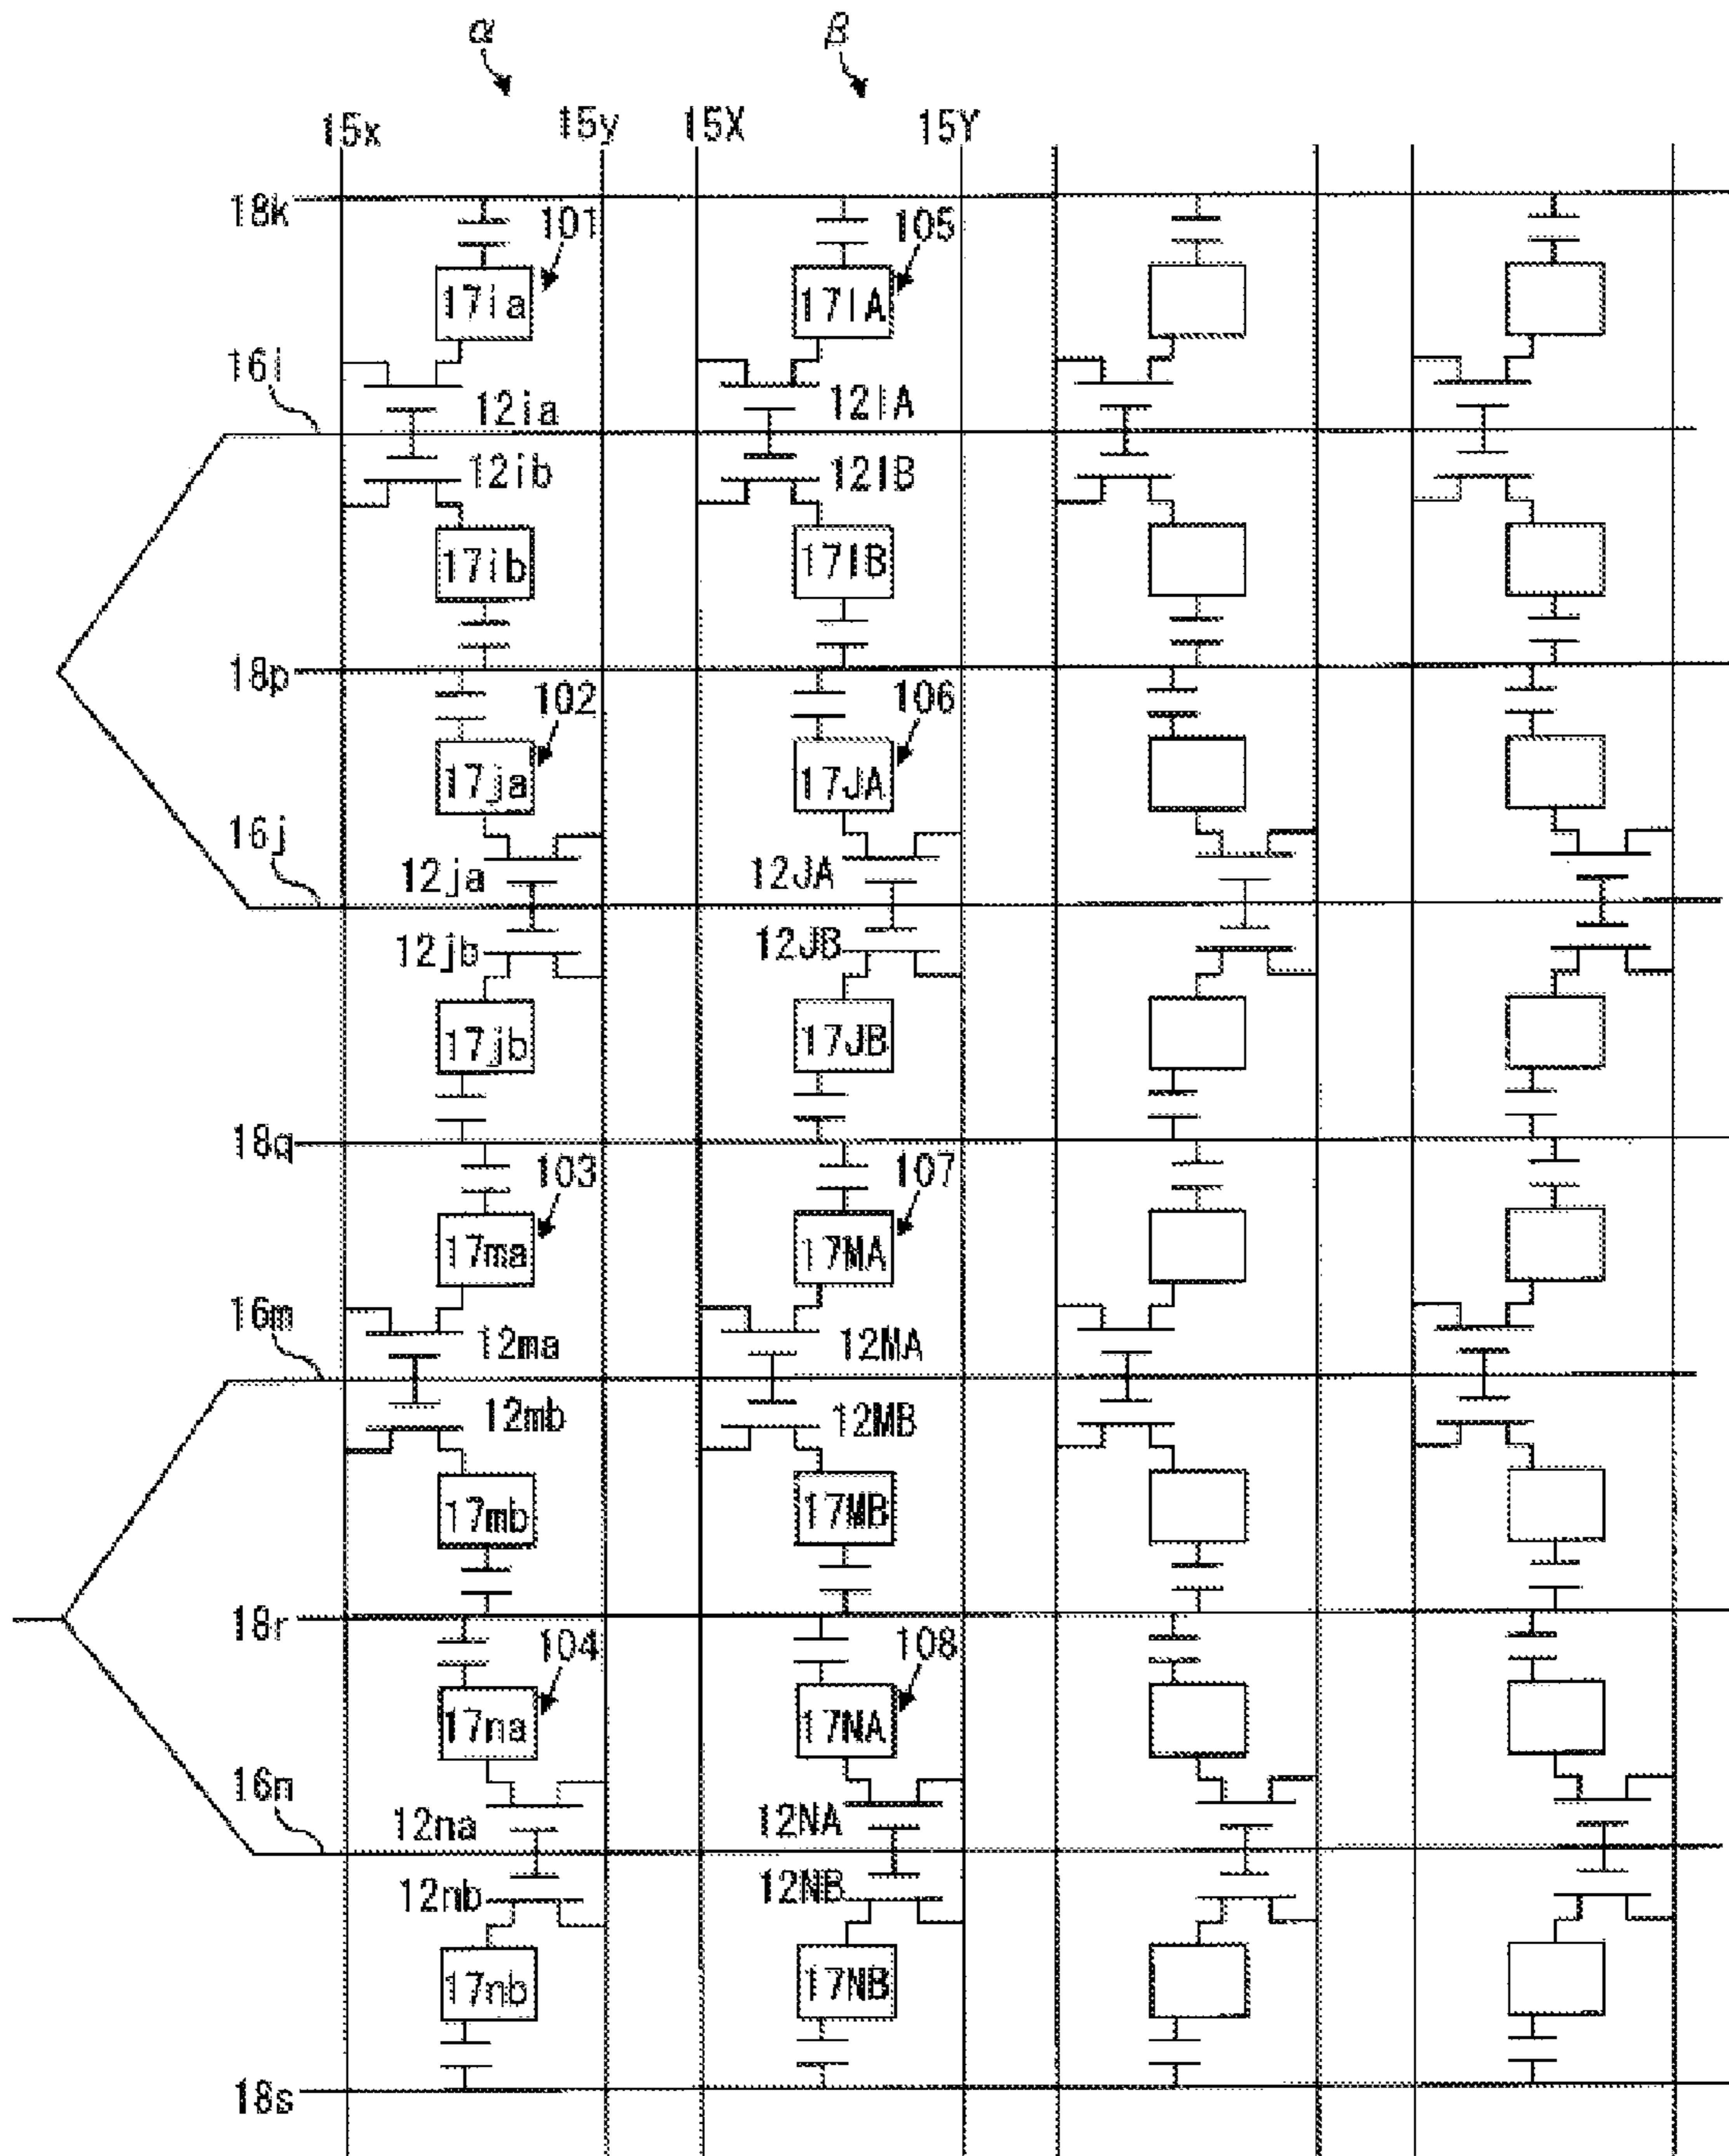 α β
15x 15y 15X 15Y
18k 101 105
17ia 17IA
16i
12ia 12IA
12ib 12IB
17ib 17IB
18p
102 106
17ja 17JA
16j
12ja 12JA
12jb 12JB
17jb 17JB
18q
103 107
17ma 17MA
16m
12ma 12MA
12mb 12MB
17mb 17MB
18r
104 108
17na 17NA
16n
12na 12NA
12nb 12NB
17nb 17NB
18s